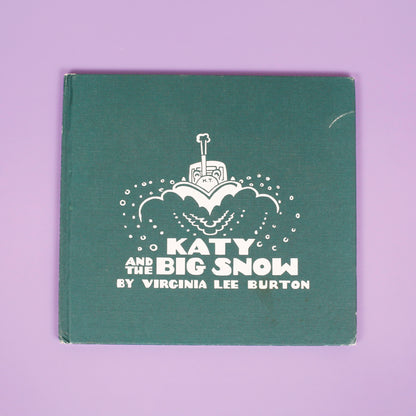 K.T.
KATY
AND THE BIG SNOW
BY VIRGINIA LEE BURTON